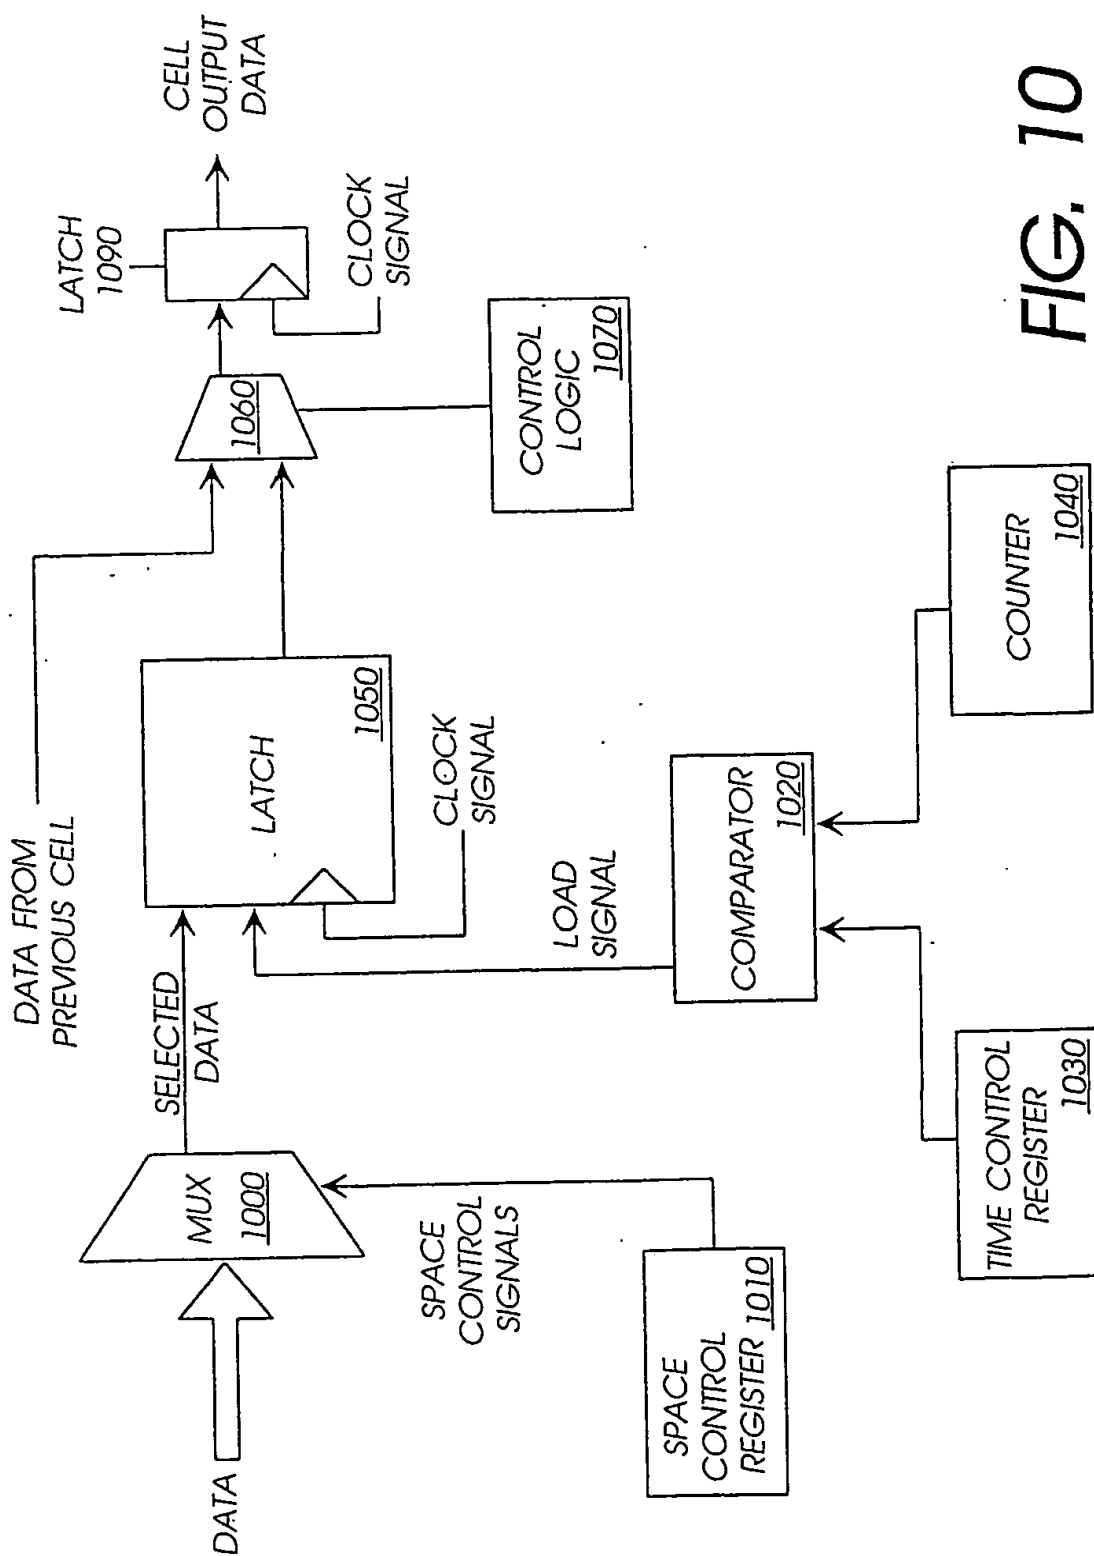 DATA
MUX
1000
SPACE
CONTROL
SIGNALS
SPACE
CONTROL
REGISTER 1010
SELECTED
DATA
DATA FROM
PREVIOUS CELL
LATCH
1050
CLOCK
SIGNAL
LOAD
SIGNAL
COMPARATOR
1020
TIME CONTROL
REGISTER
1030
COUNTER
1040
1060
CONTROL
LOGIC
1070
LATCH
1090
CLOCK
SIGNAL
CELL
OUTPUT
DATA
FIG. 10